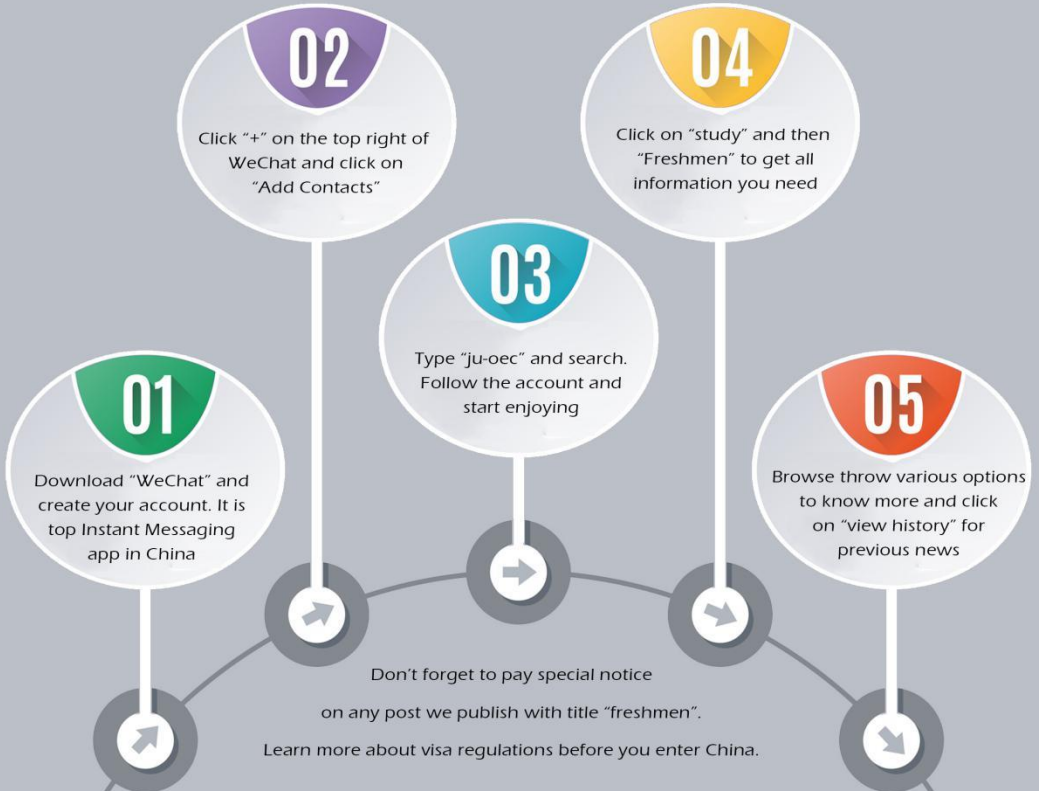 01
Download “WeChat” and
create your account. It is
top Instant Messaging
app in China
02
Click “+” on the top right of
WeChat and click on
“Add Contacts”
03
Type “ju-oec” and search.
Follow the account and
start enjoying
04
Click on “study” and then
“Freshmen” to get all
information you need
05
Browse throw various options
to know more and click
on “view history” for
previous news
Don’t forget to pay special notice
on any post we publish with title “freshmen”.
Learn more about visa regulations before you enter China.